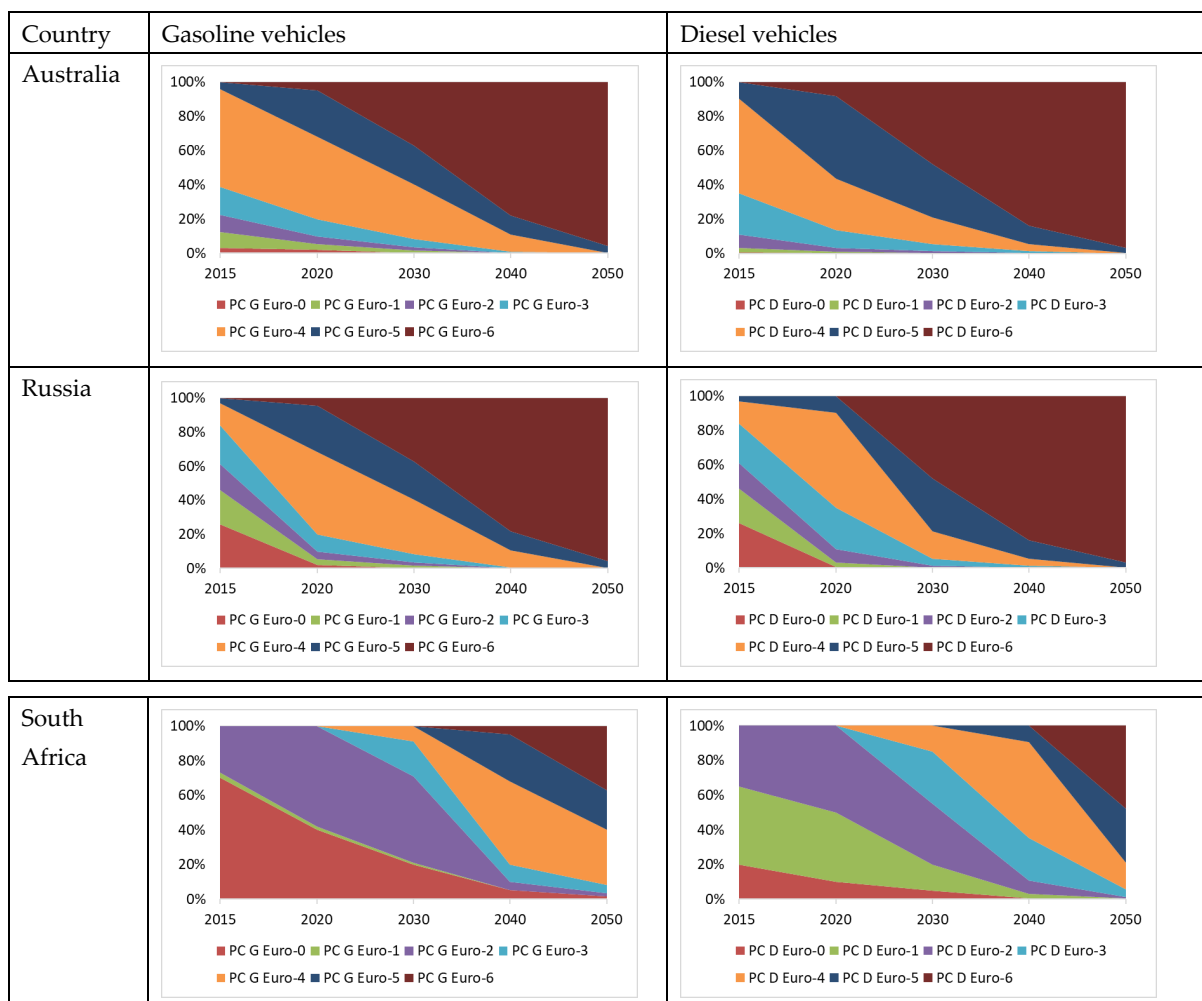 Country Gasoline vehicles Diesel vehicles
Australia
100%
80%
60%
40%
20%
0%
2015 2020 2030 2040 2050
PC G Euro-0 PC G Euro-1 PC G Euro-2 PC G Euro-3
PC G Euro-4 PC G Euro-5 PC G Euro-6
100%
80%
60%
40%
20%
0%
2015 2020 2030 2040 2050
PC D Euro-0 PC D Euro-1 PC D Euro-2 PC D Euro-3
PC D Euro-4 PC D Euro-5 PC D Euro-6
Russia
100%
80%
60%
40%
20%
0%
2015 2020 2030 2040 2050
PC G Euro-0 PC G Euro-1 PC G Euro-2 PC G Euro-3
PC G Euro-4 PC G Euro-5 PC G Euro-6
100%
80%
60%
40%
20%
0%
2015 2020 2030 2040 2050
PC D Euro-0 PC D Euro-1 PC D Euro-2 PC D Euro-3
PC D Euro-4 PC D Euro-5 PC D Euro-6
South
Africa
100%
80%
60%
40%
20%
0%
2015 2020 2030 2040 2050
PC G Euro-0 PC G Euro-1 PC G Euro-2 PC G Euro-3
PC G Euro-4 PC G Euro-5 PC G Euro-6
100%
80%
60%
40%
20%
0%
2015 2020 2030 2040 2050
PC D Euro-0 PC D Euro-1 PC D Euro-2 PC D Euro-3
PC D Euro-4 PC D Euro-5 PC D Euro-6